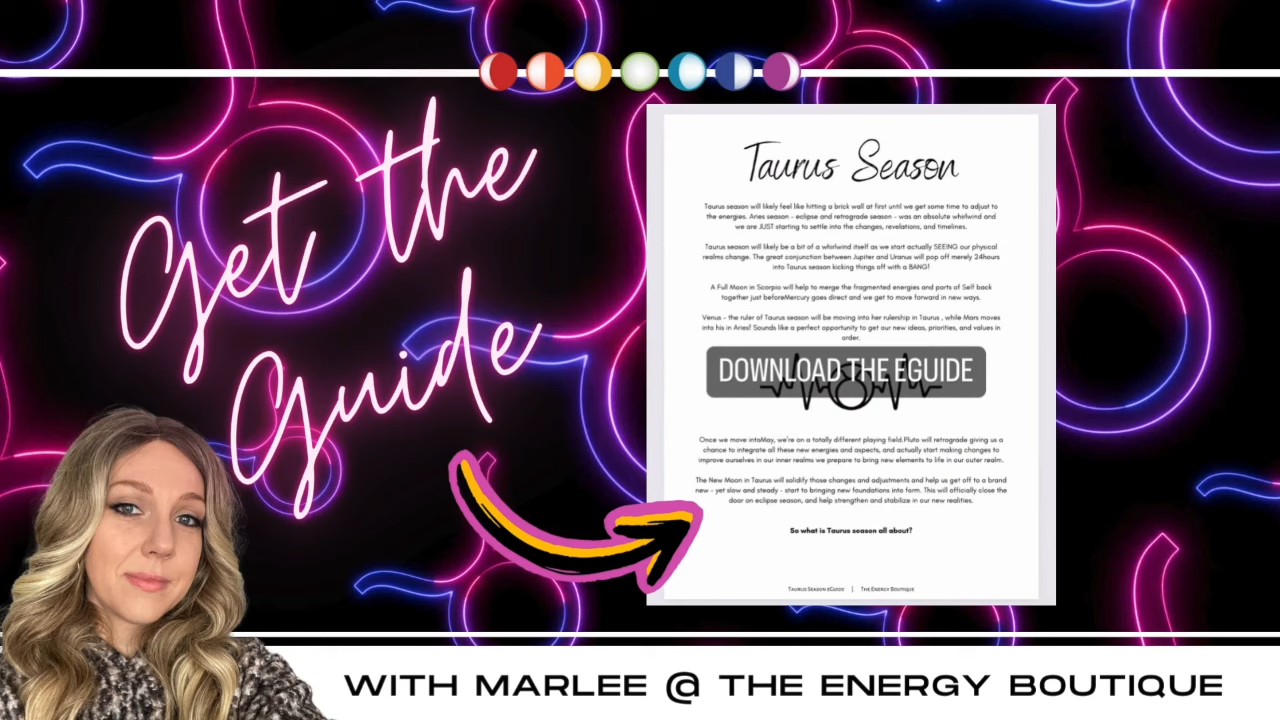 Get the
Guide
Taurus Season
Taurus season will likely feel like hitting a brick wall at first until we get some time to adjust to
the energies. Aries season - eclipse and retrograde season - was an absolute whirlwind and
we are JUST starting to settle into the changes, revelations, and timelines.
Taurus season will likely be a bit of a whirlwind itself as we start actually SEEING our physical
realms change. The great conjunction between Jupiter and Uranus will pop off merely 24hours
into Taurus season kicking things off with a BANG!
A Full Moon in Scorpio will help to merge the fragmented energies and parts of Self back
together just beforeMercury goes direct and we get to move forward in new ways.
Venus - the ruler of Taurus season will be moving into her rulership in Taurus , while Mars moves
into his in Aries! Sounds like a perfect opportunity to get our new ideas, priorities, and values in
order.
DOWNLOAD THE EGUIDE
Once we move intoMay, we're on a totally different playing field.Pluto will retrograde giving us a
chance to integrate all these new energies and aspects, and actually start making changes to
improve ourselves in our inner realms we prepare to bring new elements to life in our outer realm.
The New Moon in Taurus will solidify those changes and adjustments and help us get off to a brand
new - yet slow and steady - start to bringing new foundations into form. This will officially close the
door on eclipse season, and help strengthen and stabilize in our new realities.
So what is Taurus season all about?
Taurus Season eGuide | The Energy Boutique
WITH MARLEE @ THE ENERGY BOUTIQUE